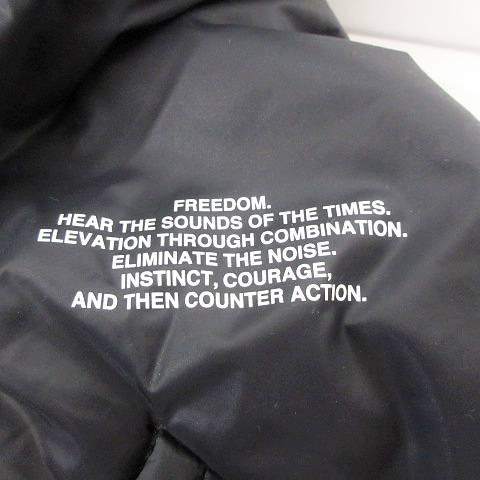 FREEDOM.
HEAR THE SOUNDS OF THE TIMES.
ELEVATION THROUGH COMBINATION.
ELIMINATE THE NOISE.
INSTINCT, COURAGE,
AND THEN COUNTER ACTION.